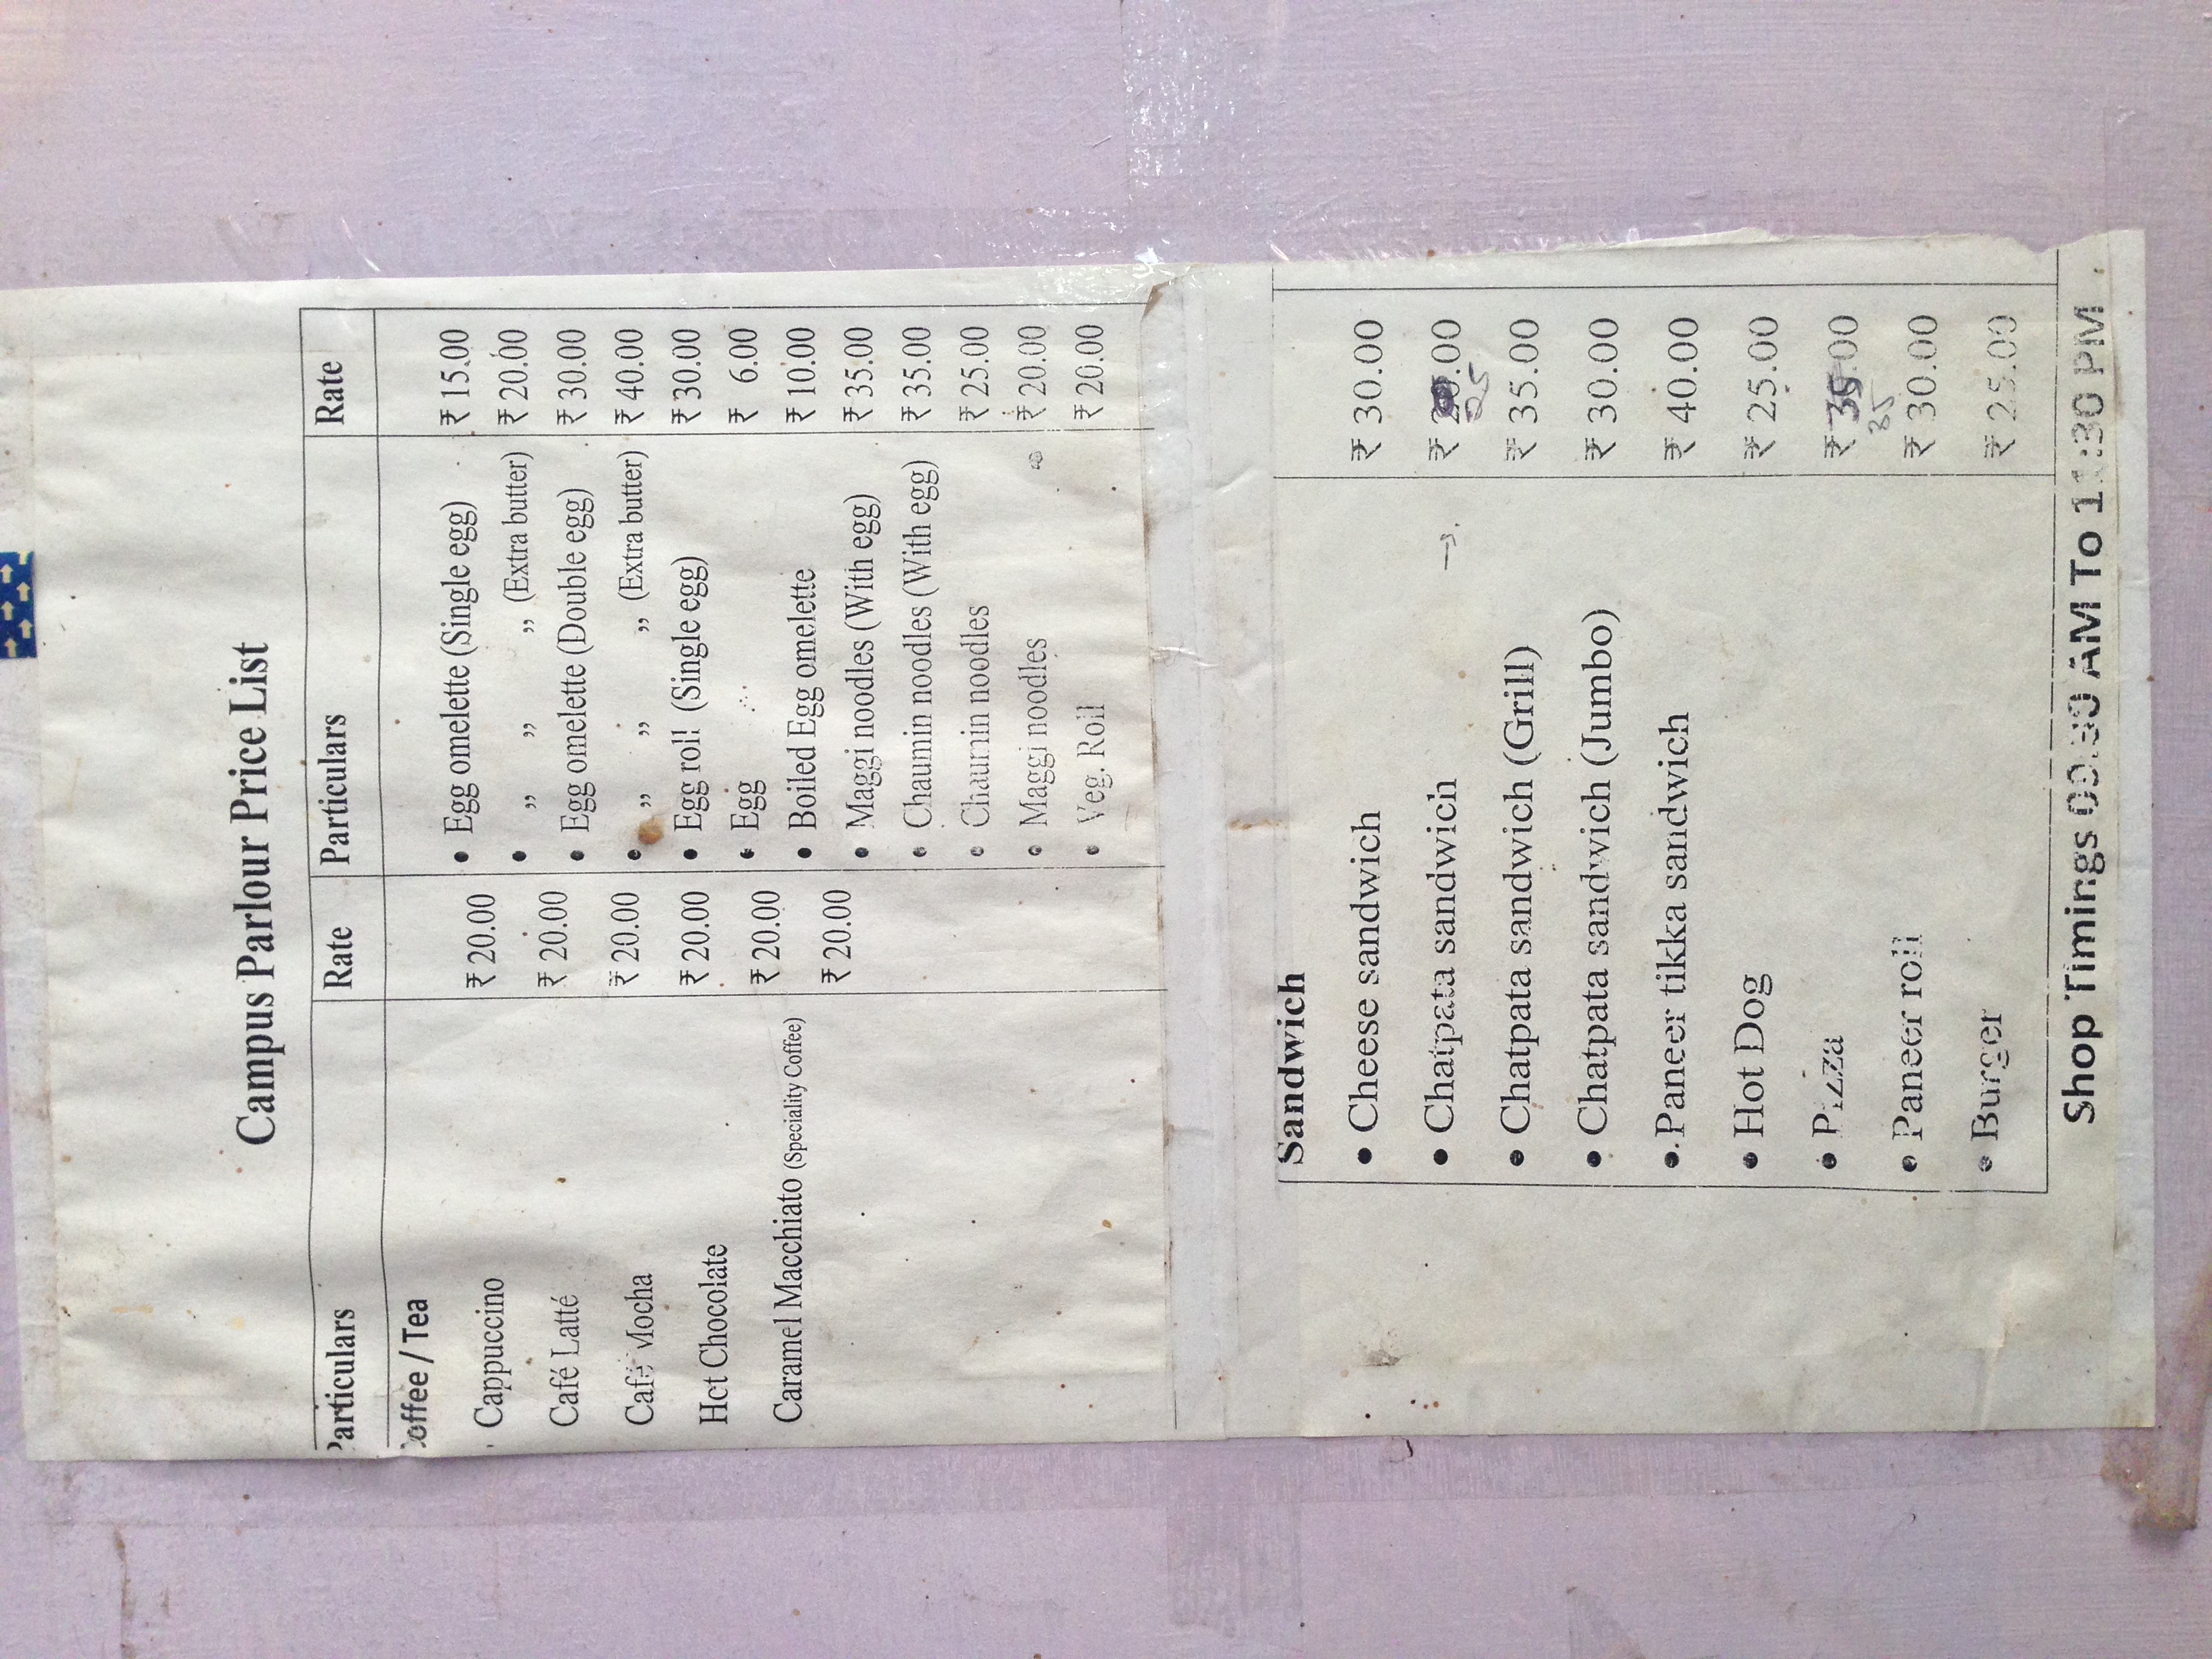 Campus Parlour Price List
Particulars Rate Particulars Rate
Coffee / Tea
Cappuccino ₹ 20.00
Café Latté ₹ 20.00
Café Mocha ₹ 20.00
Hot Chocolate ₹ 20.00
Caramel Macchiato (Speciality Coffee) ₹ 20.00
₹ 20.00
• Egg omelette (Single egg) ₹ 15.00
• „ „ „ (Extra butter) ₹ 20.00
• Egg omelette (Double egg) ₹ 30.00
• „ „ „ (Extra butter) ₹ 40.00
• Egg roll (Single egg) ₹ 30.00
• Egg ₹ 6.00
• Boiled Egg omelette ₹ 10.00
• Maggi noodles (With egg) ₹ 35.00
• Chaumin noodles (With egg) ₹ 35.00
• Chaumin noodles ₹ 25.00
• Maggi noodles ₹ 20.00
• Veg. Roll ₹ 20.00
Sandwich
• Cheese sandwich ₹ 30.00
• Chatpata sandwich → ₹ .00
25
• Chatpata sandwich (Grill) ₹ 35.00
• Chatpata sandwich (Jumbo) ₹ 30.00
• Paneer tikka sandwich ₹ 40.00
• Hot Dog ₹ 25.00
• Pizza ₹ .00
35
• Paneer roll ₹ 30.00
• Burger ₹ 25.00
Shop Timings AM To 11:30 PM